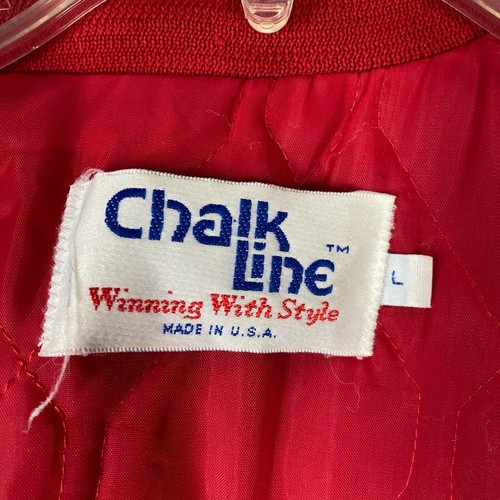 Chalk
Line™
Winning With Style
MADE IN U.S.A.
L